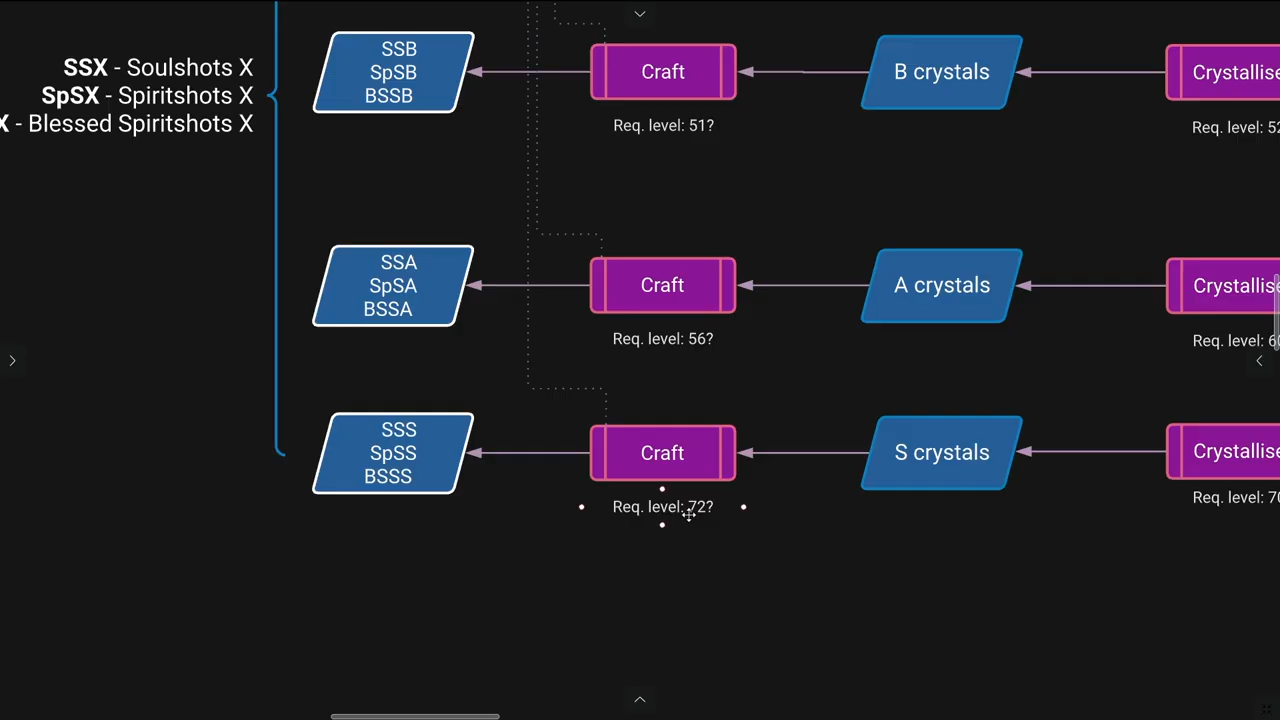 SSX - Soulshots X
SpSX - Spiritshots X
X - Blessed Spiritshots X
SSB
SpSB
BSSB
Craft
Req. level: 51?
B crystals
Crystallise
Req. level: 52
SSA
SpSA
BSSA
Craft
Req. level: 56?
A crystals
Crystallise
Req. level: 60
SSS
SpSS
BSSS
Craft
Req. level: 72?
S crystals
Crystallise
Req. level: 70